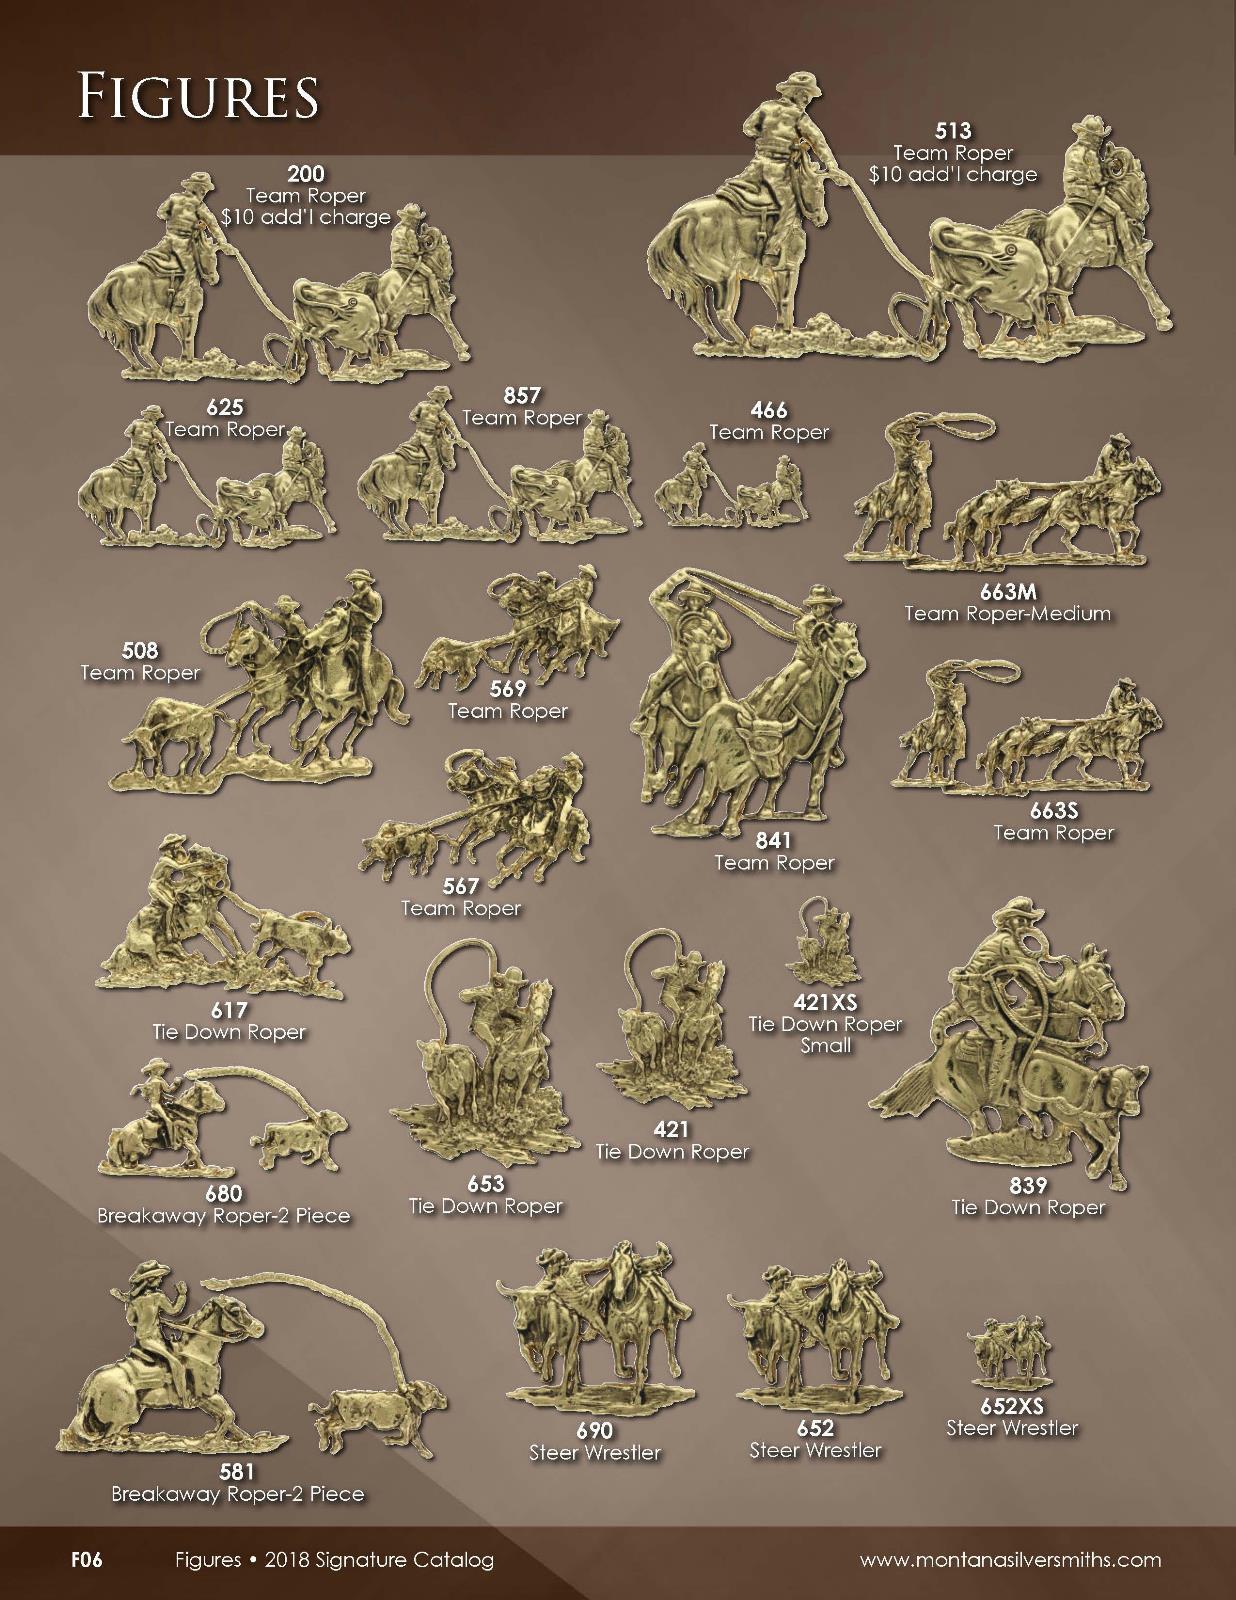 FIGURES
200
Team Roper
$10 add'l charge
513
Team Roper
$10 add'l charge
625
Team Roper
857
Team Roper
466
Team Roper
663M
Team Roper-Medium
508
Team Roper
569
Team Roper
841
Team Roper
663S
Team Roper
567
Team Roper
617
Tie Down Roper
653
Tie Down Roper
421
Tie Down Roper
421XS
Tie Down Roper
Small
839
Tie Down Roper
680
Breakaway Roper-2 Piece
581
Breakaway Roper-2 Piece
690
Steer Wrestler
652
Steer Wrestler
652XS
Steer Wrestler
F06 Figures • 2018 Signature Catalog www.montanasilversmiths.com